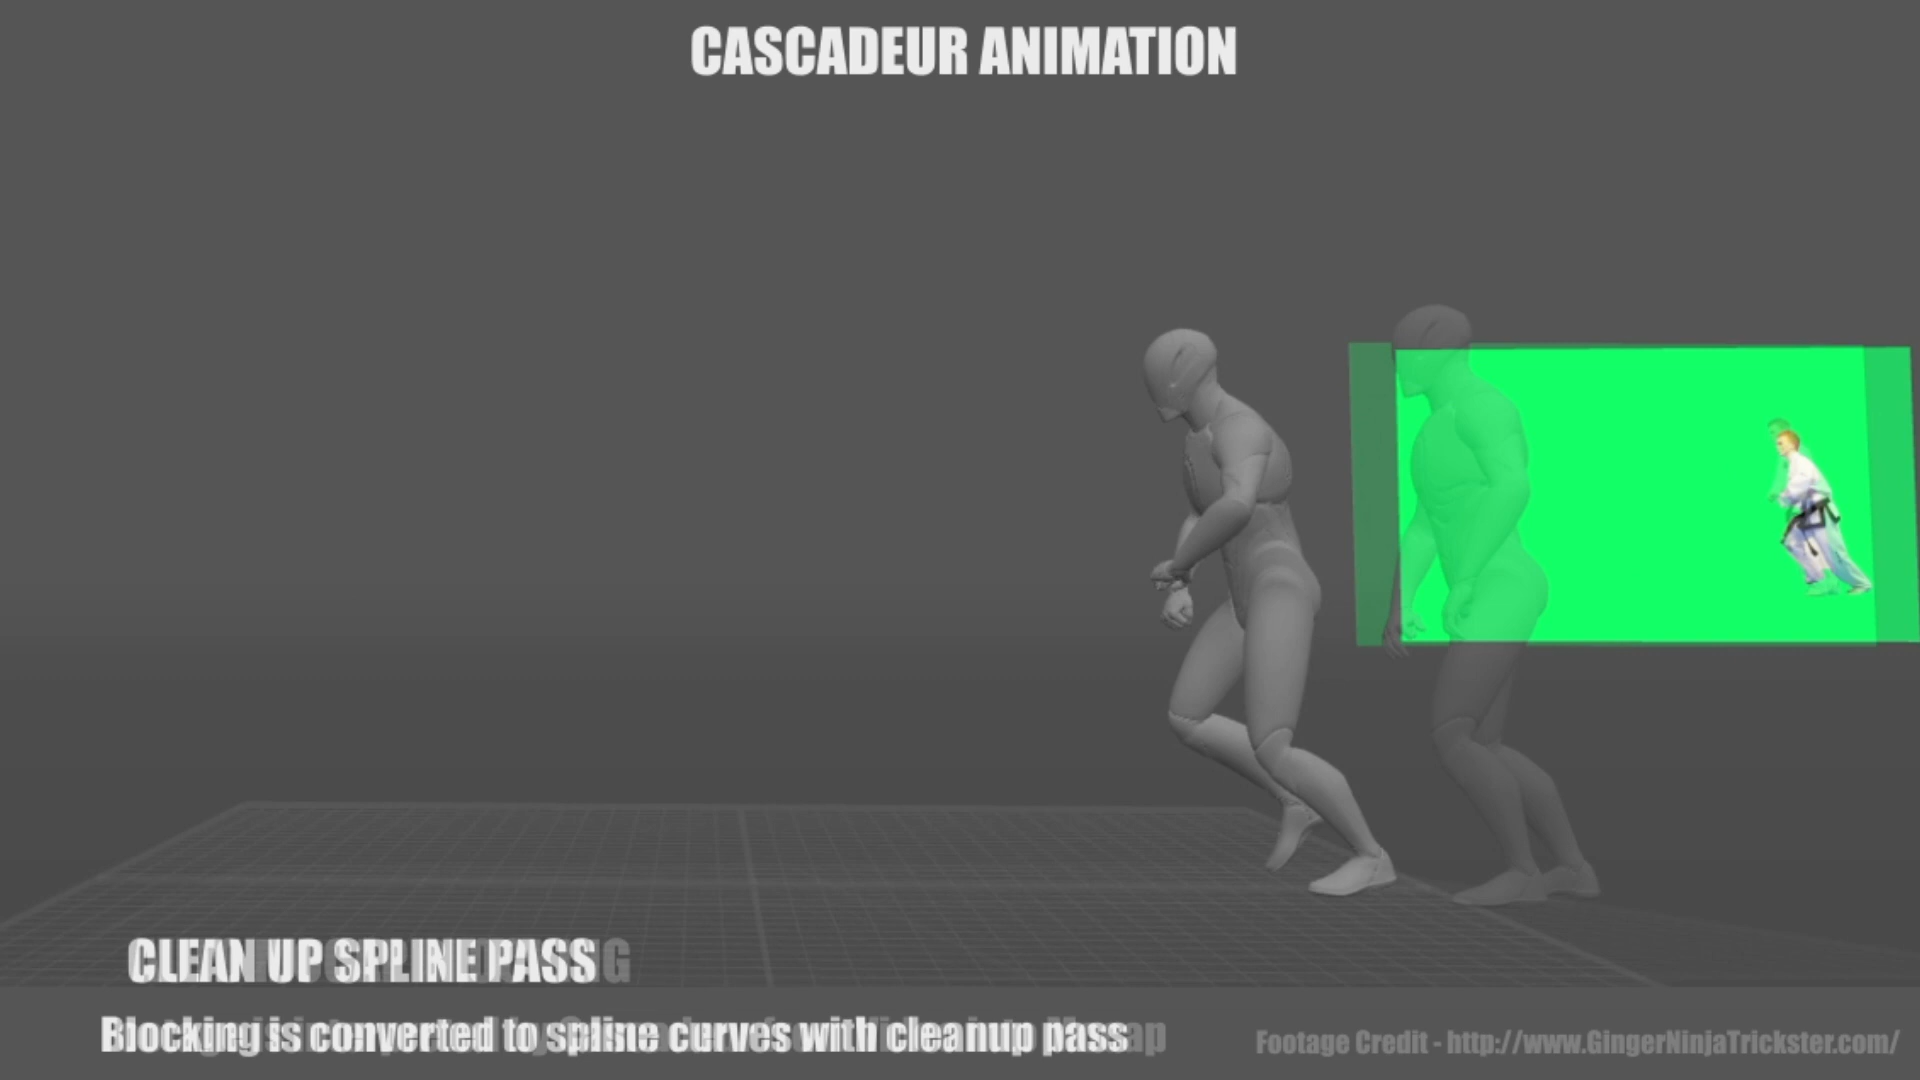 CASCADEUR ANIMATION
CLEAN UP SPLINE PASS
Blocking is converted to spline curves with cleanup pass
Footage Credit - http://www.GingerNinjaTrickster.com/